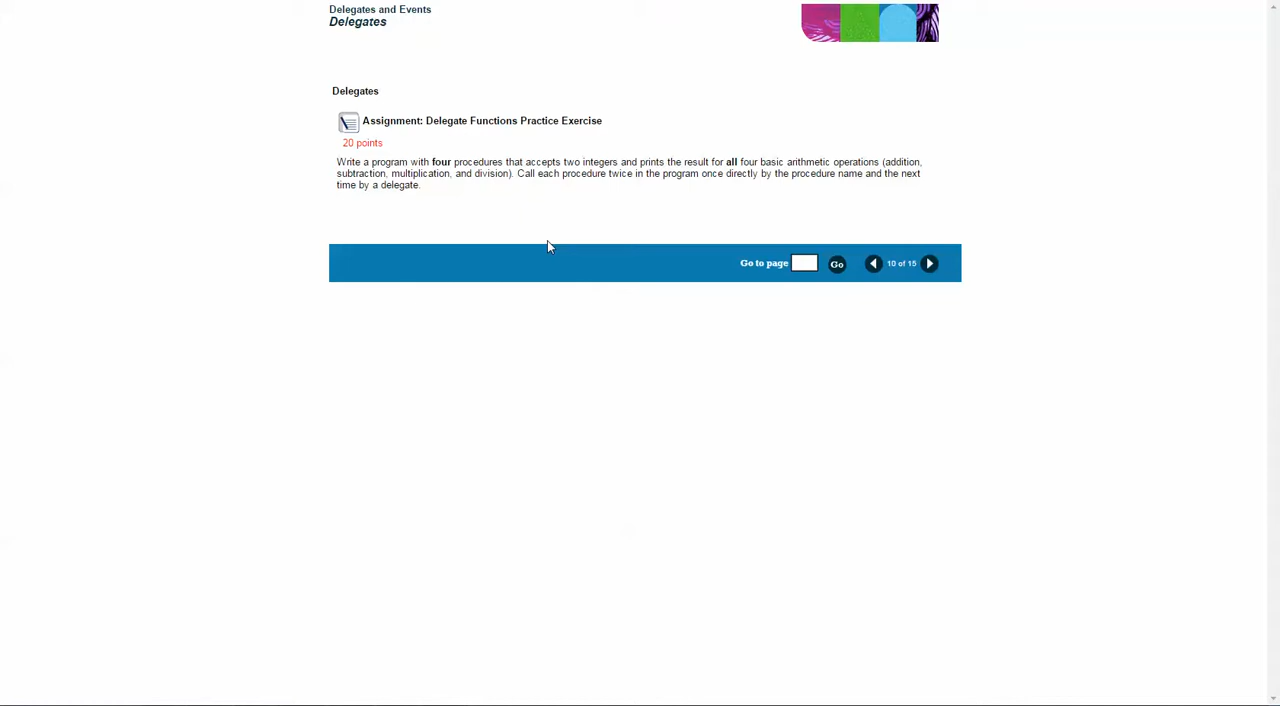 Delegates and Events
Delegates
Delegates
Assignment: Delegate Functions Practice Exercise
20 points
Write a program with four procedures that accepts two integers and prints the result for all four basic arithmetic operations (addition,
subtraction, multiplication, and division). Call each procedure twice in the program once directly by the procedure name and the next
time by a delegate.
Go to page Go 10 of 15